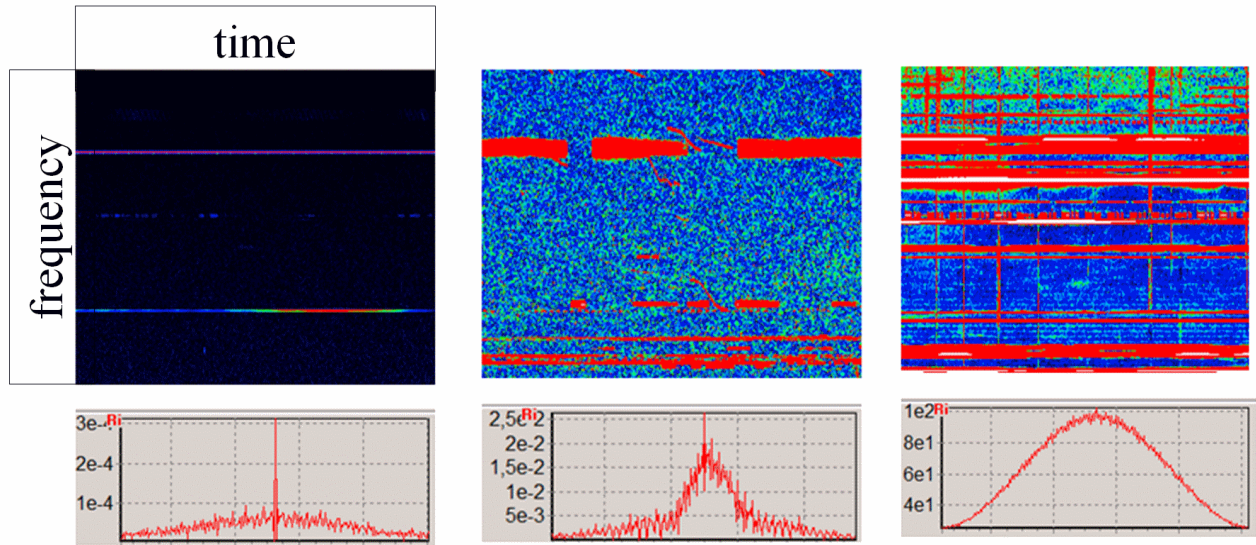 time
frequency
3e-4
Ri
2e-4
1e-4
2,5e-2
Ri
2e-2
1,5e-2
1e-2
5e-3
1e2
Ri
8e1
6e1
4e1